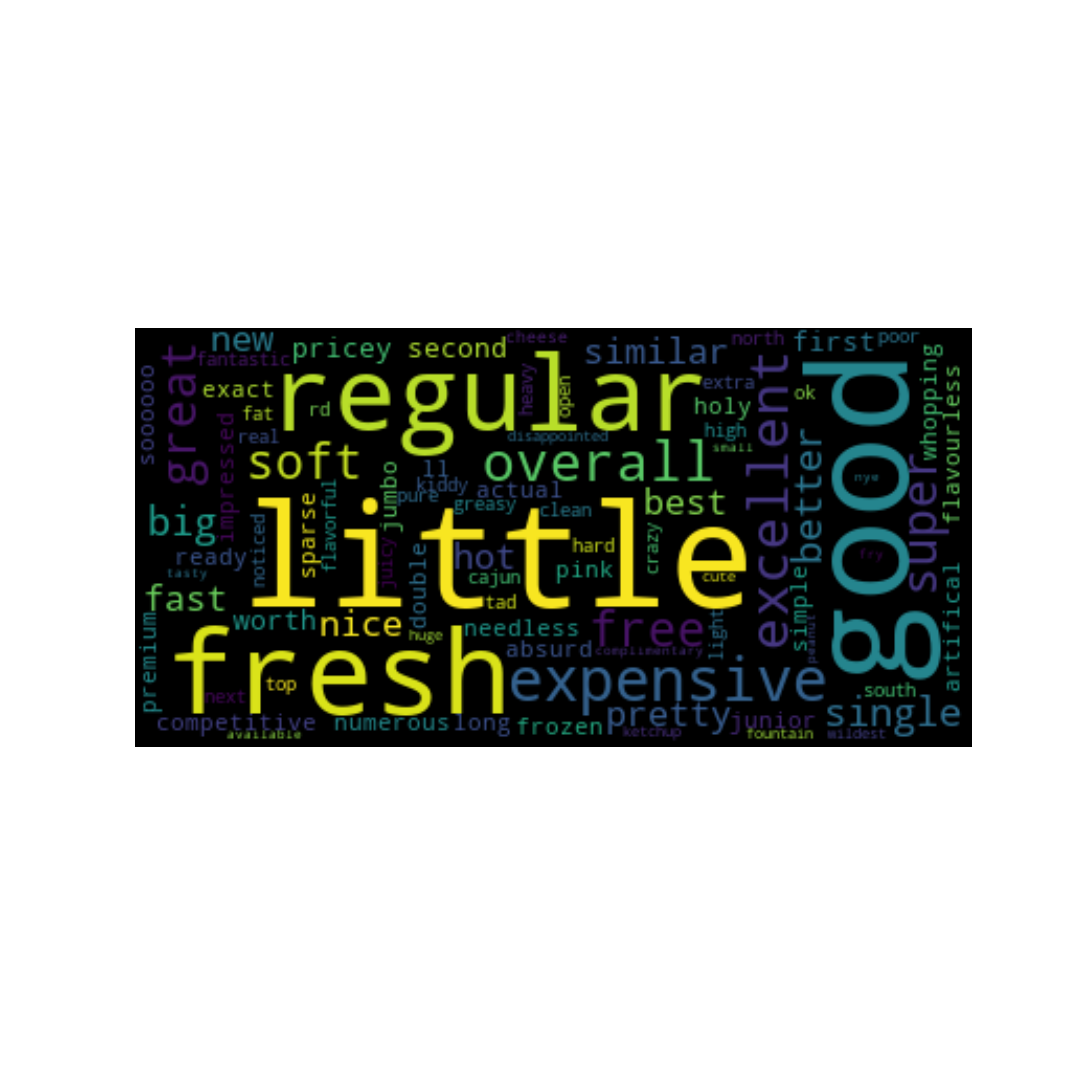 new
fantastic
pricey
second
cheese
similar
north
first
poor
great
exact
fat
rd
real
regular
heavy
open
extra
holy
high
ok
excellent
good
whopping
flavourless
sooooo
impressed
soft
ll
disappointed
overall
small
better
super
nye
kiddy
pure
actual
greasy
clean
best
jumbo
flavorful
sparse
noticed
big
ready
tasty
little
juicy
double
hot
cajun
tad
hard
pink
crazy
cute
fry
simple
peanut
light
artifical
premium
fast
worth
nice
huge
needless
absurd
free
complimentary
fresh
top
next
expensive
south
competitive
available
numerous
long
frozen
pretty
ketchup
junior
fountain
single
wildest